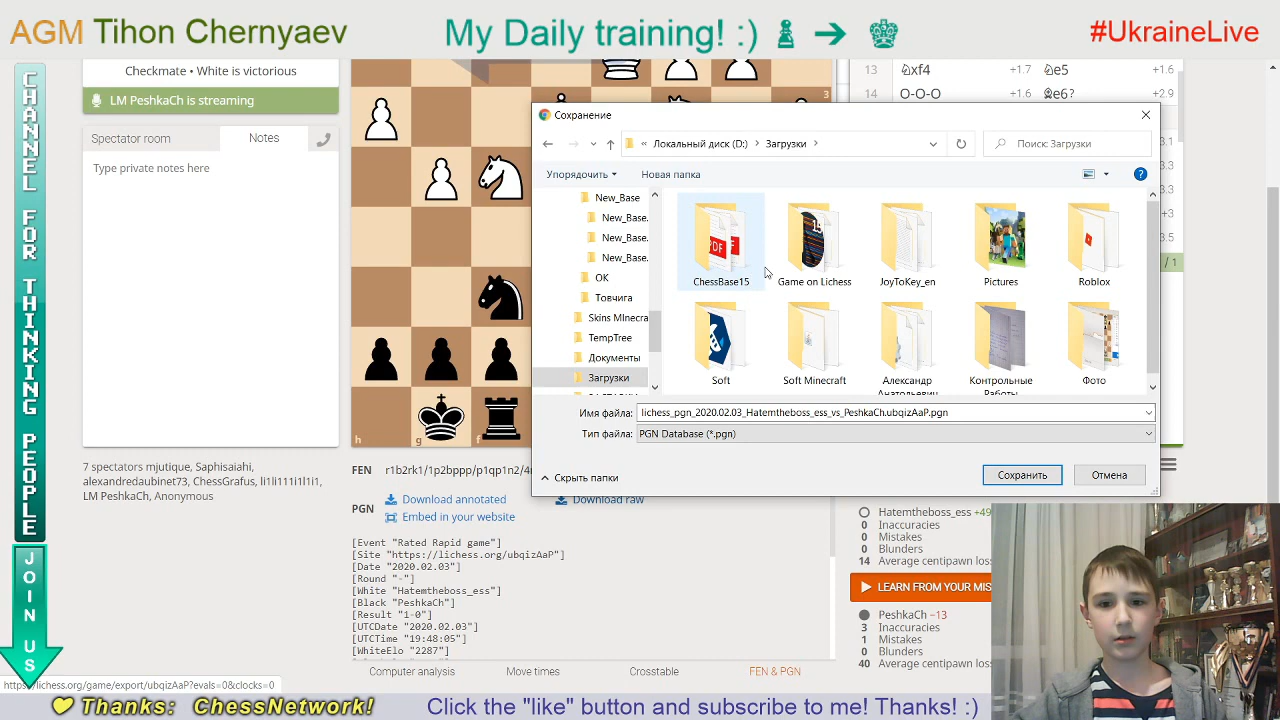 AGM Tihon Chernyaev
My Daily training! :)
#UkraineLive
CHANNEL FOR THINKING PEOPLE
JOIN US
Checkmate • White is victorious
LM PeshkaCh is streaming
Spectator room
Notes
Type private notes here
7 spectators mjutique, Saphisaiahi,
alexandredaubinet73, ChessGrafus, li1li111i1l1i1,
LM PeshkaCh, Anonymous
3
h
g
f
13 ♘xf4 +1.7 ♘e5 +1.6
14 O-O-O +1.6 ♗e6? +2.9
Сохранение
« Локальный диск (D:) > Загрузки >
Поиск: Загрузки
Упорядочить
Новая папка
New_Base
New_Base.
New_Base.
New_Base.
OK
Товчига
Skins MInecra
TempTree
Документы
Загрузки
ChessBase15
Game on Lichess
JoyToKey_en
Pictures
Roblox
Soft
Soft Minecraft
Александр
Анатольевич
Контрольные
Работы
Фото
Имя файла:
lichess_pgn_2020.02.03_Hatemtheboss_ess_vs_PeshkaCh.ubqizAaP.pgn
Тип файла:
PGN Database (*.pgn)
Скрыть папки
Сохранить
Отмена
FEN
r1b2rk1/1p2bppp/p1qp1n2/4
PGN
Download annotated
Download raw
Embed in your website
[Event "Rated Rapid game"]
[Site "https://lichess.org/ubqizAaP"]
[Date "2020.02.03"]
[Round "-"]
[White "Hatemtheboss_ess"]
[Black "PeshkaCh"]
[Result "1-0"]
[UTCDate "2020.02.03"]
[UTCTime "19:48:05"]
[WhiteElo "2287"]
Computer analysis
Move times
Crosstable
FEN & PGN
Hatemtheboss_ess +49
0 Inaccuracies
0 Mistakes
0 Blunders
14 Average centipawn loss
LEARN FROM YOUR MIS
PeshkaCh −13
3 Inaccuracies
1 Mistakes
0 Blunders
40 Average centipawn loss
https://lichess.org/game/export/ubqizAaP?evals=0&clocks=0
Thanks: ChessNetwork!
Click the "like" button and subscribe to me! Thanks! :)